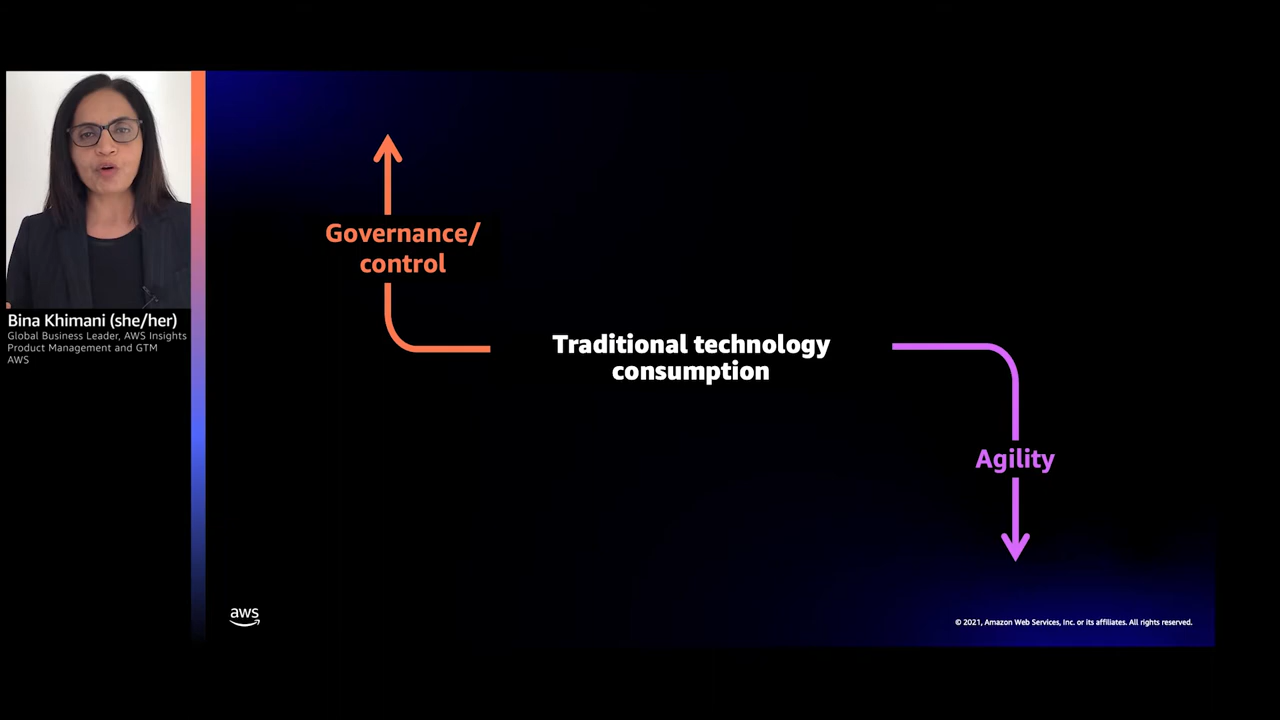 Bina Khimani (she/her)
Global Business Leader, AWS Insights
Product Management and GTM
AWS
Governance/
control
Traditional technology
consumption
Agility
aws
© 2021, Amazon Web Services, Inc. or its affiliates. All rights reserved.